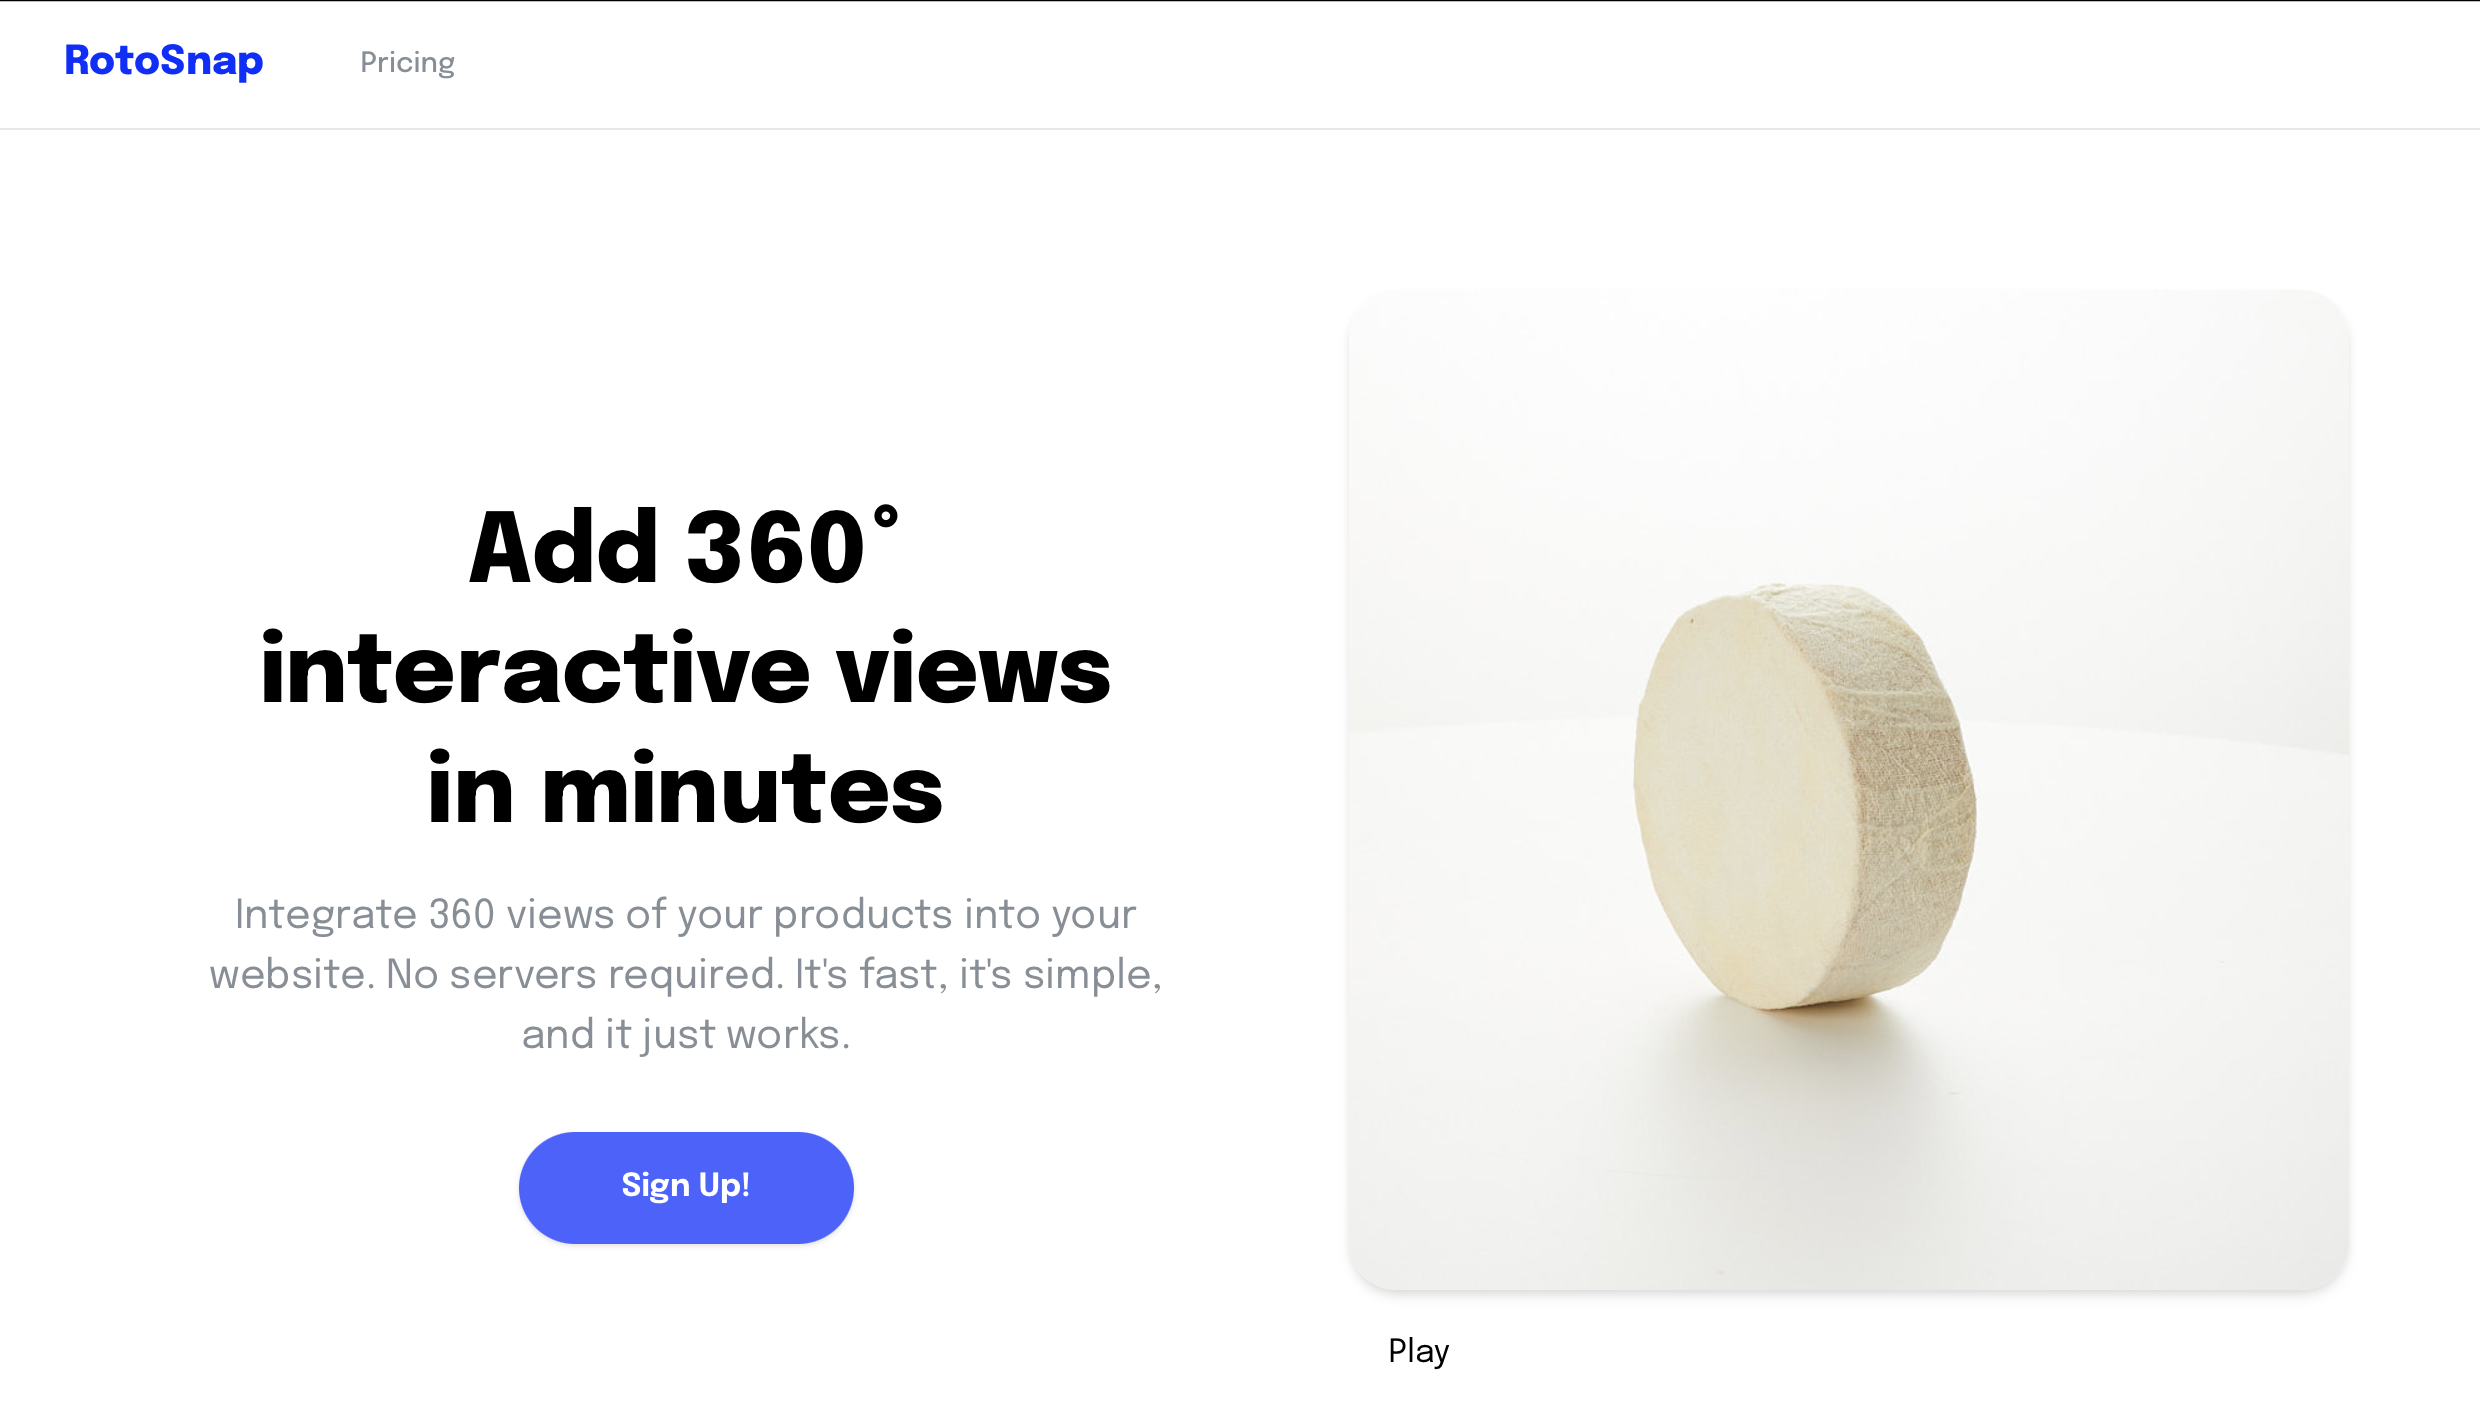 RotoSnap
Pricing
Add 360°
interactive views
in minutes
Integrate 360 views of your products into your
website. No servers required. It's fast, it's simple,
and it just works.
Sign Up!
Play